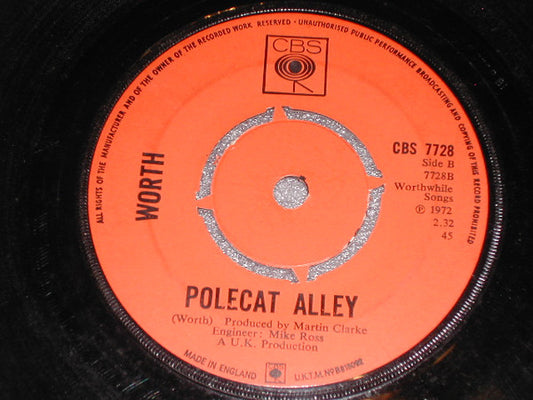 ALL RIGHTS OF THE MANUFACTURER AND OF THE OWNER OF THE RECORDED WORK RESERVED · UNAUTHORISED PUBLIC PERFORMANCE BROADCASTING AND COPYING OF THIS RECORD PROHIBITED
CBS
WORTH
CBS 7728
Side B
7728B
Worthwhile
Songs
℗ 1972
2.32
45
POLECAT ALLEY
(Worth) Produced by Martin Clarke
Engineer: Mike Ross
A U.K. Production
MADE IN ENGLAND